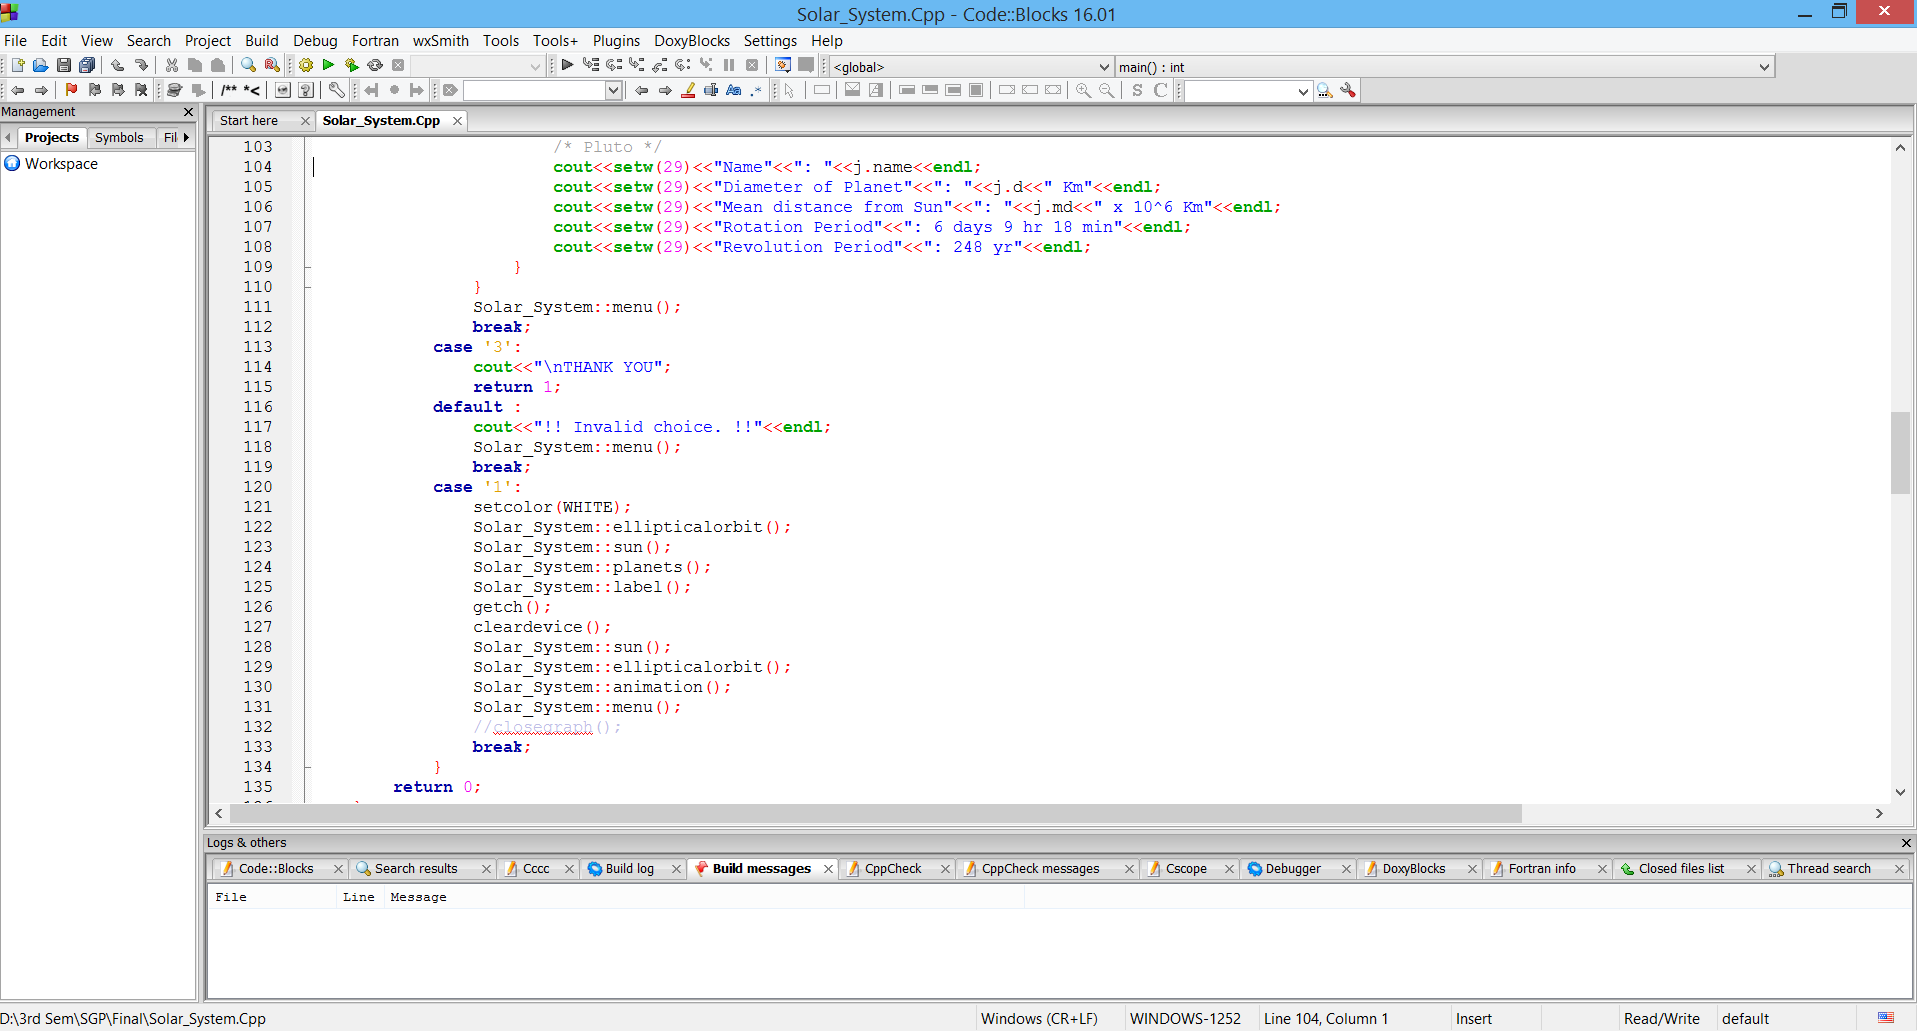 Solar_System.Cpp - Code::Blocks 16.01
File Edit View Search Project Build Debug Fortran wxSmith Tools Tools+ Plugins DoxyBlocks Settings Help
<global> main() : int
/** *<
S C
Management
Projects Symbols Fil
Workspace
Start here Solar_System.Cpp
103 /* Pluto */
104 cout<<setw(29)<<"Name"<<": "<<j.name<<endl;
105 cout<<setw(29)<<"Diameter of Planet"<<": "<<j.d<<" Km"<<endl;
106 cout<<setw(29)<<"Mean distance from Sun"<<": "<<j.md<<" x 10^6 Km"<<endl;
107 cout<<setw(29)<<"Rotation Period"<<": 6 days 9 hr 18 min"<<endl;
108 cout<<setw(29)<<"Revolution Period"<<": 248 yr"<<endl;
109 }
110 }
111 Solar_System::menu();
112 break;
113 case '3':
114 cout<<"\nTHANK YOU";
115 return 1;
116 default :
117 cout<<"!! Invalid choice. !!"<<endl;
118 Solar_System::menu();
119 break;
120 case '1':
121 setcolor(WHITE);
122 Solar_System::ellipticalorbit();
123 Solar_System::sun();
124 Solar_System::planets();
125 Solar_System::label();
126 getch();
127 cleardevice();
128 Solar_System::sun();
129 Solar_System::ellipticalorbit();
130 Solar_System::animation();
131 Solar_System::menu();
132 //closegraph();
133 break;
134 }
135 return 0;
Logs & others
Code::Blocks Search results Cccc Build log Build messages CppCheck CppCheck messages Cscope Debugger DoxyBlocks Fortran info Closed files list Thread search
File Line Message
D:\3rd Sem\SGP\Final\Solar_System.Cpp Windows (CR+LF) WINDOWS-1252 Line 104, Column 1 Insert Read/Write default